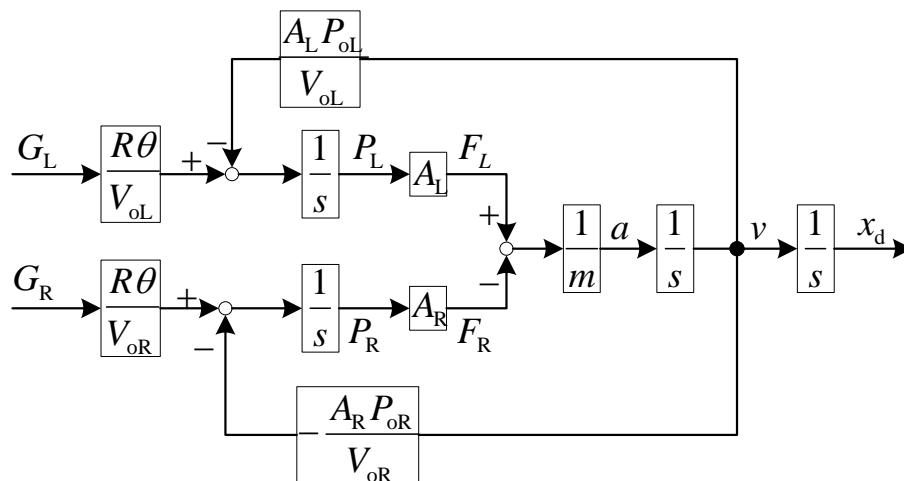 A_L P_oL
V_oL
−
G_L
Rθ
V_oL
+
1
s
P_L
A_L
F_L
+
1
m
a
1
s
v
1
s
x_d
−
G_R
Rθ
V_oR
+
−
1
s
P_R
A_R
F_R
− A_R P_oR
V_oR